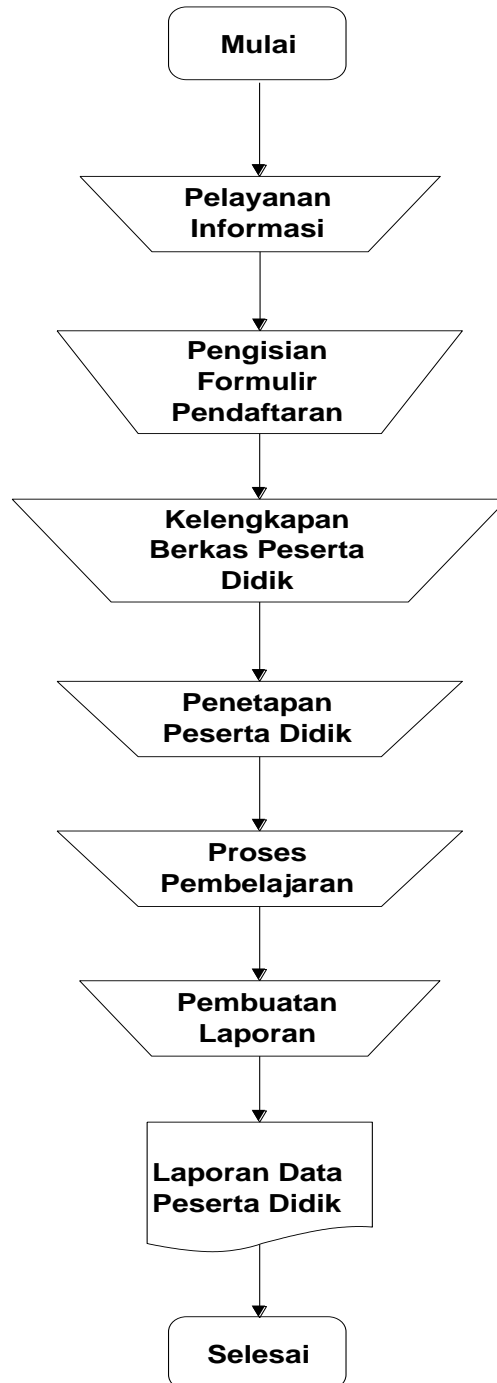 Mulai
Pelayanan
Informasi
Pengisian
Formulir
Pendaftaran
Kelengkapan
Berkas Peserta
Didik
Penetapan
Peserta Didik
Proses
Pembelajaran
Pembuatan
Laporan
Laporan Data
Peserta Didik
Selesai